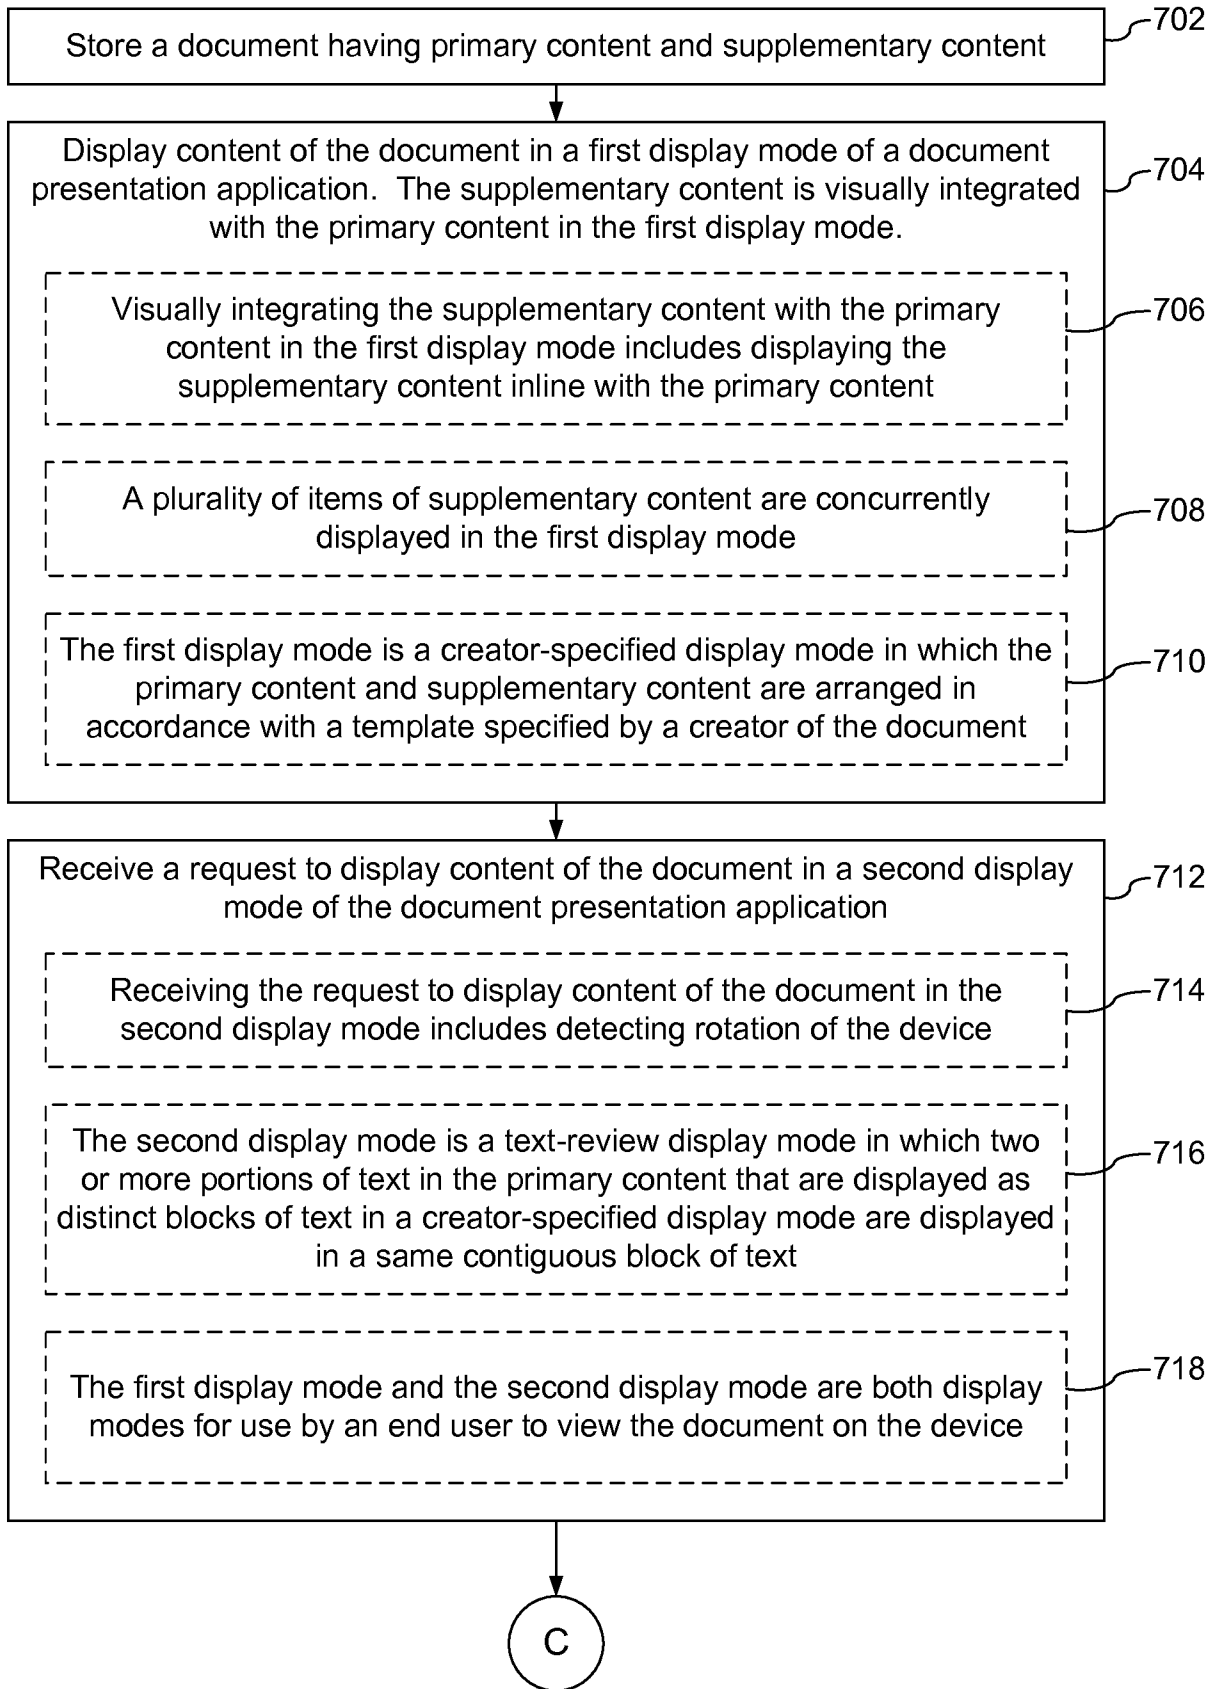 Store a document having primary content and supplementary content
702
Display content of the document in a first display mode of a document
presentation application. The supplementary content is visually integrated
with the primary content in the first display mode.
704
Visually integrating the supplementary content with the primary
content in the first display mode includes displaying the
supplementary content inline with the primary content
706
A plurality of items of supplementary content are concurrently
displayed in the first display mode
708
The first display mode is a creator-specified display mode in which the
primary content and supplementary content are arranged in
accordance with a template specified by a creator of the document
710
Receive a request to display content of the document in a second display
mode of the document presentation application
712
Receiving the request to display content of the document in the
second display mode includes detecting rotation of the device
714
The second display mode is a text-review display mode in which two
or more portions of text in the primary content that are displayed as
distinct blocks of text in a creator-specified display mode are displayed
in a same contiguous block of text
716
The first display mode and the second display mode are both display
modes for use by an end user to view the document on the device
718
C